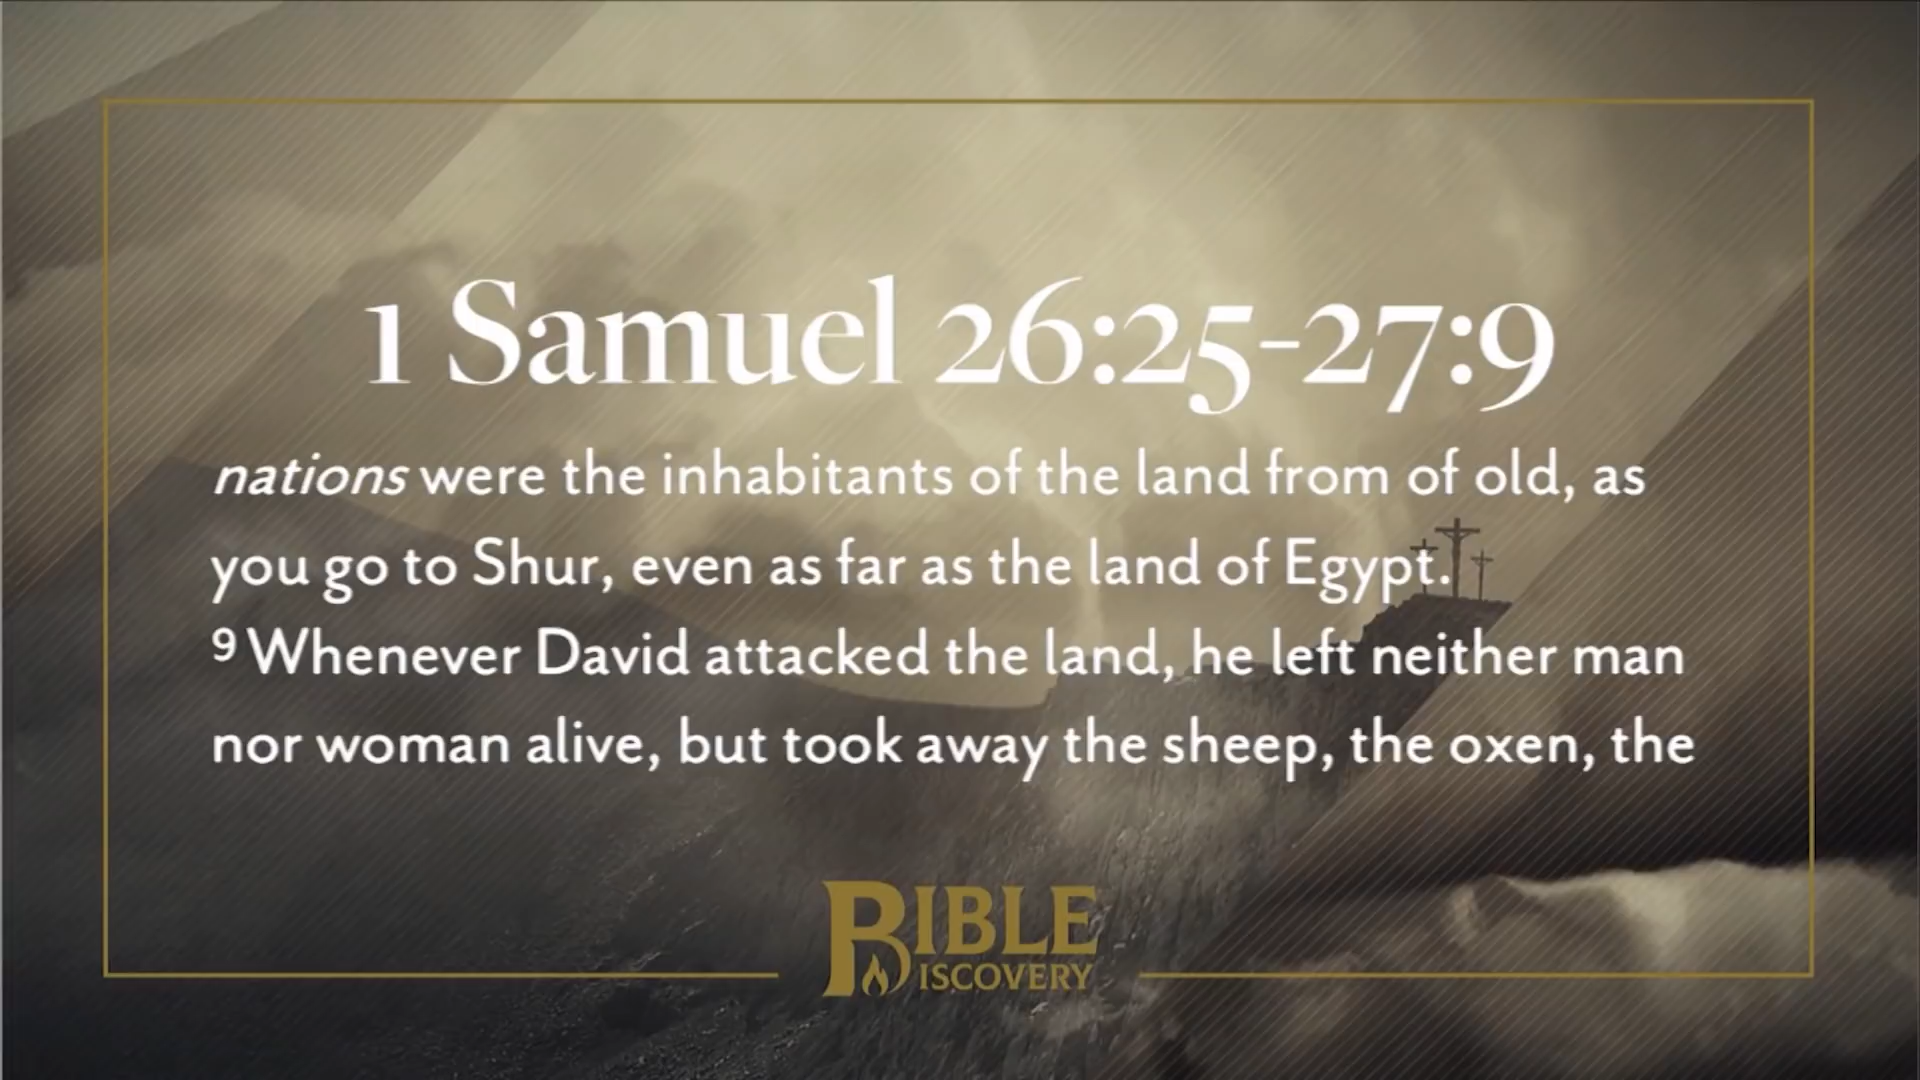 1 Samuel 26:25-27:9
nations were the inhabitants of the land from of old, as
you go to Shur, even as far as the land of Egypt.
9 Whenever David attacked the land, he left neither man
nor woman alive, but took away the sheep, the oxen, the
BIBLE
DISCOVERY